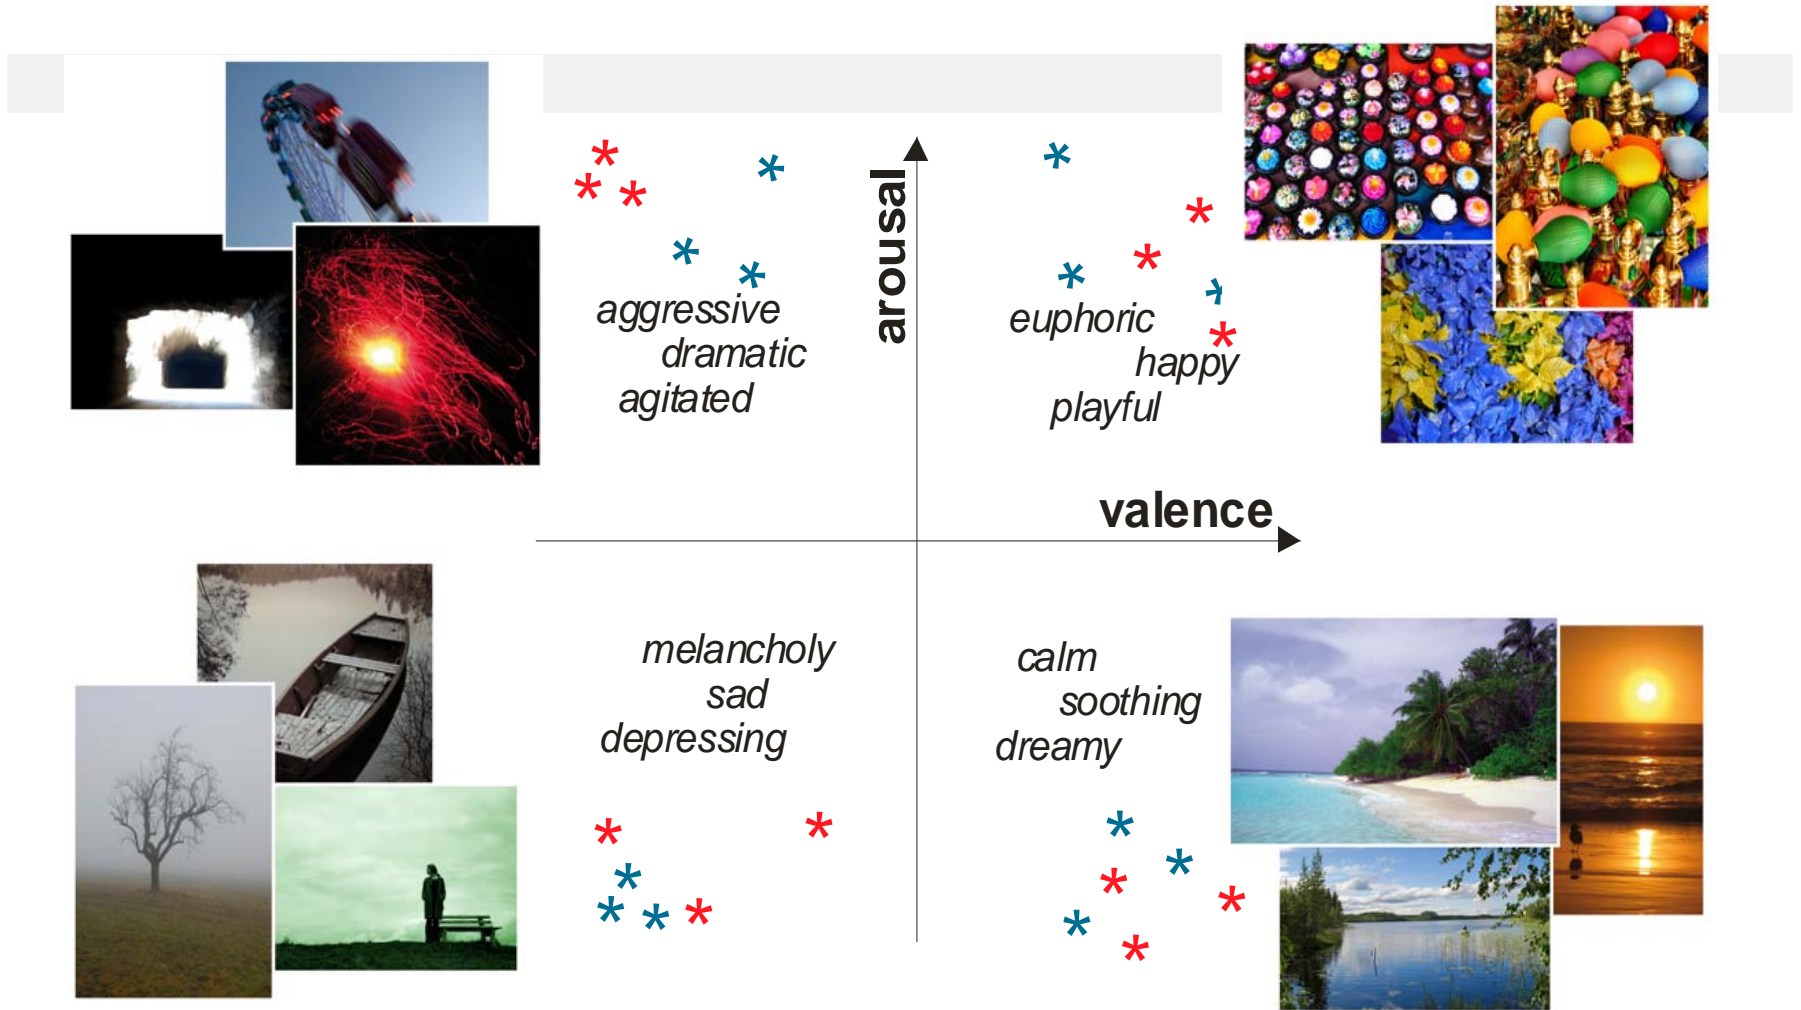 arousal
aggressive
dramatic
agitated
euphoric
happy
playful
valence
melancholy
sad
depressing
calm
soothing
dreamy